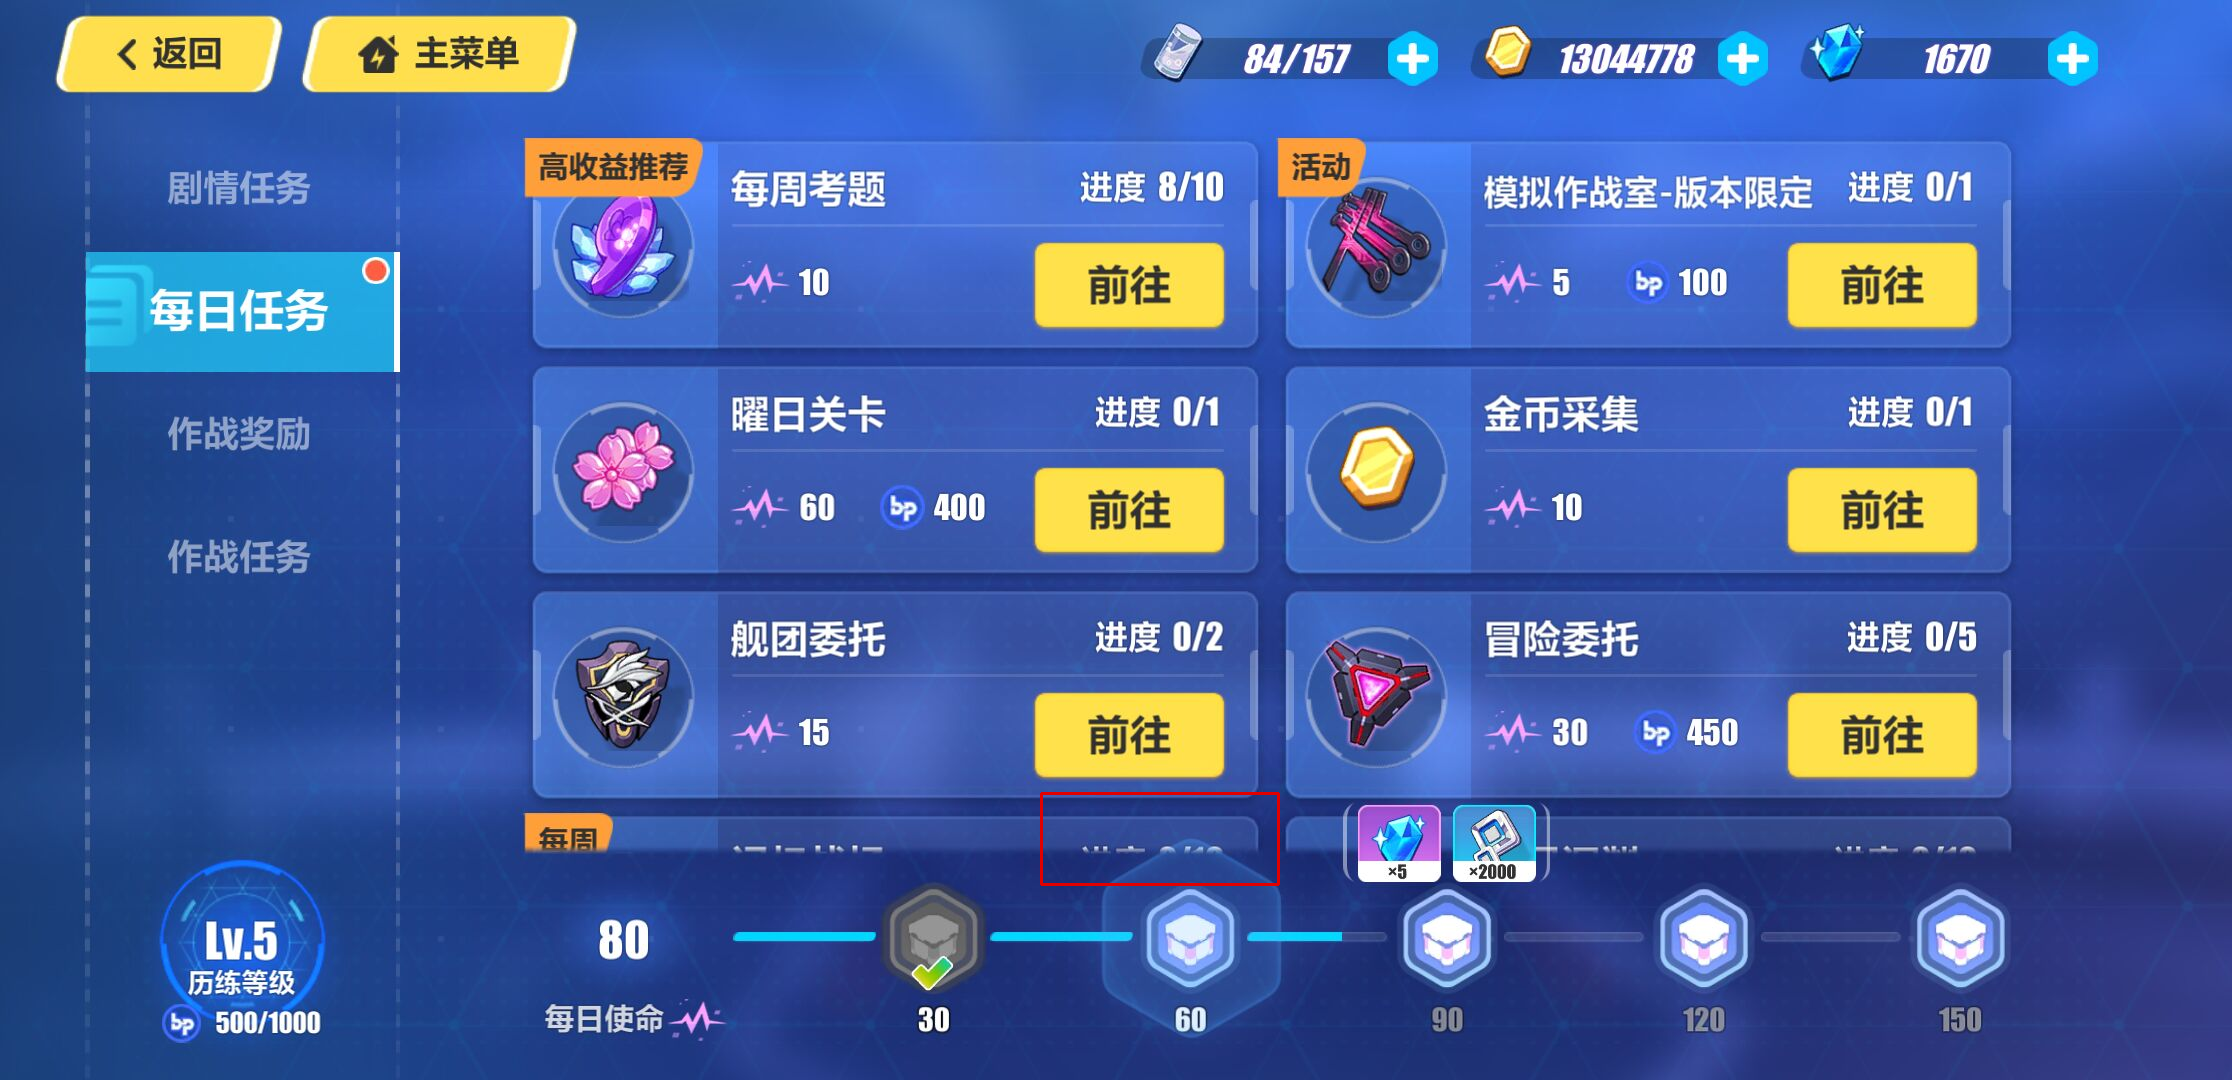 返回
主菜单
84/157
13044778
1670
剧情任务
每日任务
作战奖励
作战任务
高收益推荐
每周考题
进度 8/10
10
前往
活动
模拟作战室-版本限定
进度 0/1
5
bp 100
前往
曜日关卡
进度 0/1
60
bp 400
前往
金币采集
进度 0/1
10
前往
舰团委托
进度 0/2
15
前往
冒险委托
进度 0/5
30
bp 450
前往
每周
×5
×2000
Lv.5
历练等级
bp 500/1000
80
每日使命
30
60
90
120
150